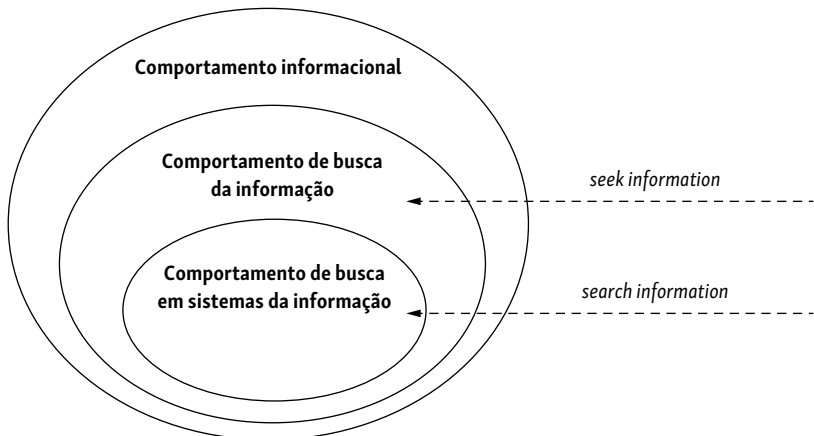 Comportamento informacional
Comportamento de busca
da informação
seek information
Comportamento de busca
em sistemas da informação
search information